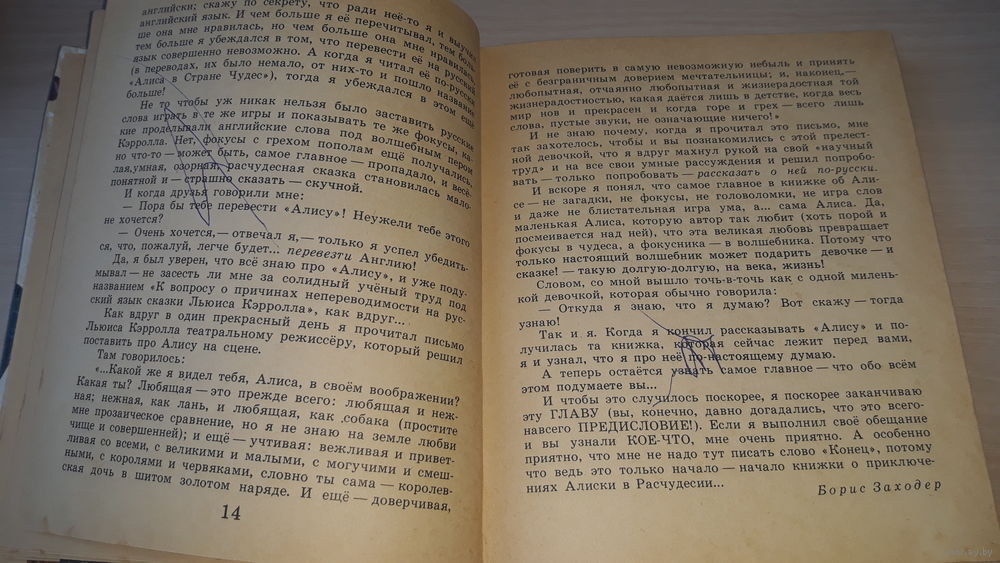 английски; скажу по секрету, что ради неё-то я и выучил
английский язык. И чем больше я её перечитывал, тем больше
ше она мне нравилась, но чем больше она мне нравилась,
тем больше я убеждался в том, что перевести её на русский
язык совершенно невозможно. А когда я читал её по-русски
(в переводах, их было немало, от них-то и пошло название
«Алиса в Стране Чудес»), тогда я убеждался в этом ещё
больше!
Не то чтобы уж никак нельзя было заставить русские
слова играть в те же игры и показывать те же фокусы, ка-
кие проделывали английские слова под волшебным пером
Кэрролла. Нет, фокусы с грехом пополам ещё получались,
но что-то — может быть, самое главное — пропадало, и весё-
лая, умная, озорная, расчудесная сказка становилась мало-
понятной и — страшно сказать — скучной.
И когда друзья говорили мне:
— Пора бы тебе перевести «Алису»! Неужели тебе этого
не хочется?
— Очень хочется, — отвечал я, — только я успел убедить-
ся, что, пожалуй, легче будет... перевезти Англию!
Да, я был уверен, что всё знаю про «Алису», и уже поду-
мывал — не засесть ли мне за солидный учёный труд под
названием «К вопросу о причинах непереводимости на рус-
ский язык сказки Льюиса Кэрролла», как вдруг...
Как вдруг в один прекрасный день я прочитал письмо
Льюиса Кэрролла театральному режиссёру, который решил
поставить про Алису на сцене.
Там говорилось:
«...Какой же я видел тебя, Алиса, в своём воображении?
Какая ты? Любящая — это прежде всего: любящая и неж-
ная; нежная, как лань, и любящая, как собака (простите
мне прозаическое сравнение, но я не знаю на земле любви
чище и совершенней); и ещё — учтивая: вежливая и привет-
ливая со всеми, с великими и малыми, с могучими и смеш-
ными, с королями и червяками, словно ты сама — королев-
ская дочь в шитом золотом наряде. И ещё — доверчивая,
14
готовая поверить в самую невозможную небыль и принять
её с безграничным доверием мечтательницы; и, наконец, —
любопытная, отчаянно любопытная и жизнерадостная той
жизнерадостностью, какая даётся лишь в детстве, когда весь
мир нов и прекрасен и когда горе и грех — всего лишь
слова, пустые звуки, не означающие ничего!»
И не знаю почему, когда я прочитал это письмо, мне
так захотелось, чтобы и вы познакомились с этой прелест-
ной девочкой, что я вдруг махнул рукой на свой «научный
труд» и на все свои умные рассуждения и решил попробо-
вать — только попробовать — рассказать о ней по-русски.
И вскоре я понял, что самое главное в книжке об Али-
се — не загадки, не фокусы, не головоломки, не игра слов
и даже не блистательная игра ума, а... сама Алиса. Да,
маленькая Алиса, которую автор так любит (хоть порой и
посмеивается над ней), что эта великая любовь превращает
фокусы в чудеса, а фокусника — в волшебника. Потому что
только настоящий волшебник может подарить девочке — и
сказке! — такую долгую-долгую, на века, жизнь!
Словом, со мной вышло точь-в-точь как с одной малень-
кой девочкой, которая обычно говорила:
— Откуда я знаю, что я думаю? Вот скажу — тогда
узнаю!
Так и я. Когда я кончил рассказывать «Алису» и по-
лучилась та книжка, которая сейчас лежит перед вами,
я и узнал, что я про неё по-настоящему думаю.
А теперь остаётся узнать самое главное — что обо всём
этом подумаете вы...
И чтобы это случилось поскорее, я поскорее заканчиваю
эту ГЛАВУ (вы, конечно, давно догадались, что это всего-
навсего ПРЕДИСЛОВИЕ!). Если я выполнил своё обещание
и вы узнали КОЕ-ЧТО, мне очень приятно. А особенно
приятно, что мне не надо тут писать слово «Конец», потому
что ведь это только начало — начало книжки о приключе-
ниях Алиски в Расчудесии...
Борис Заходер